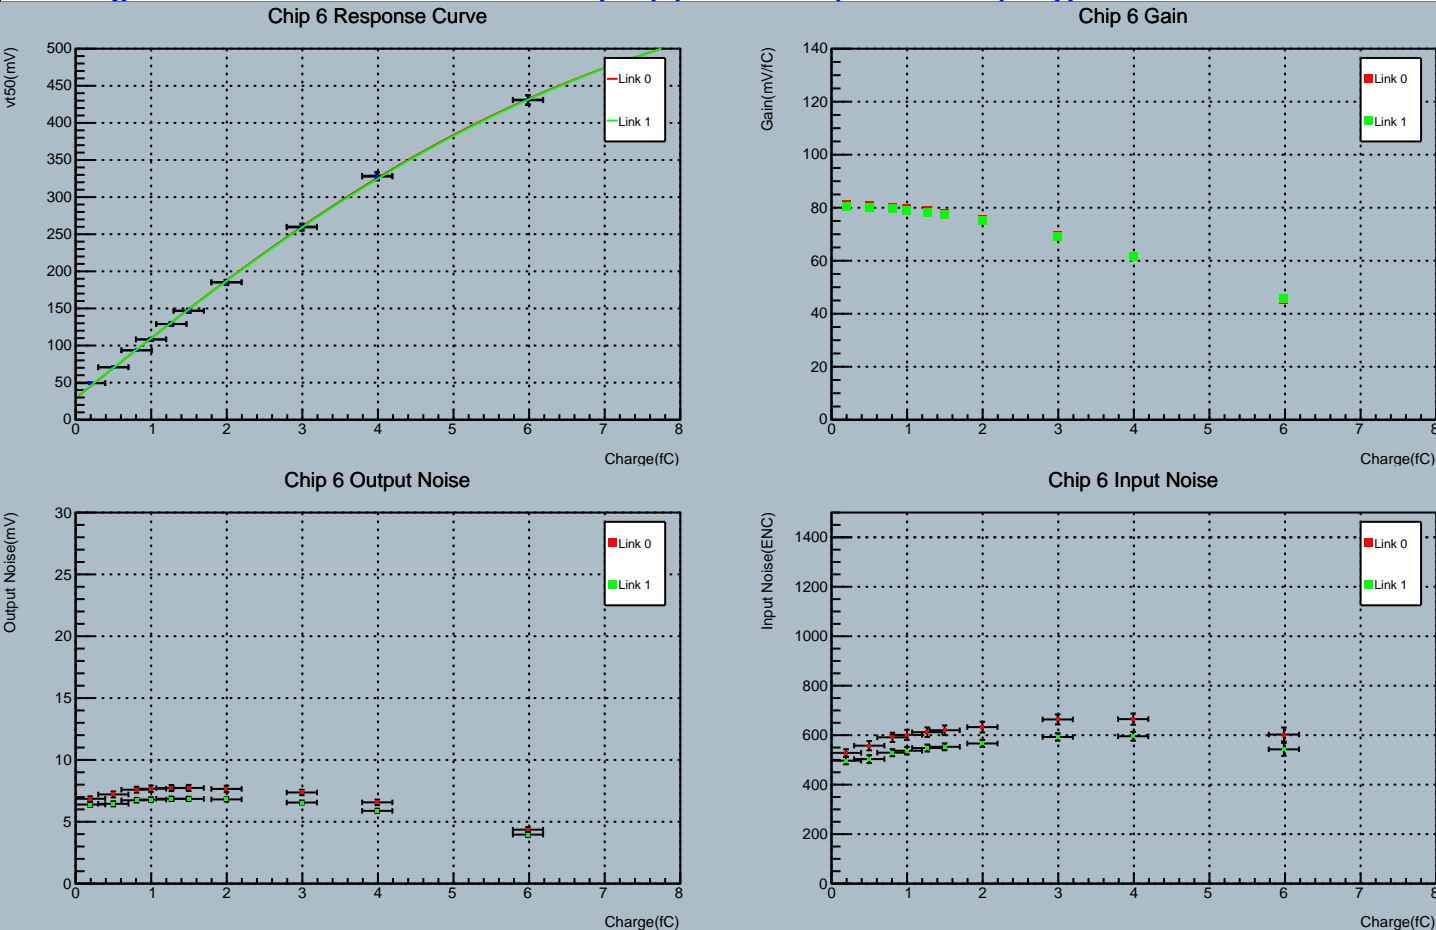 Chip 6 Response Curve
vt50(mV)
500
450
400
350
300
250
200
150
100
50
0
0 1 2 3 4 5 6 7 8
Charge(fC)
Link 0
Link 1
Chip 6 Gain
Gain(mV/fC)
140
120
100
80
60
40
20
0
0 1 2 3 4 5 6 7 8
Charge(fC)
Link 0
Link 1
Chip 6 Output Noise
Output Noise(mV)
30
25
20
15
10
5
0
0 1 2 3 4 5 6 7 8
Charge(fC)
Link 0
Link 1
Chip 6 Input Noise
Input Noise(ENC)
1400
1200
1000
800
600
400
200
0
0 1 2 3 4 5 6 7 8
Charge(fC)
Link 0
Link 1